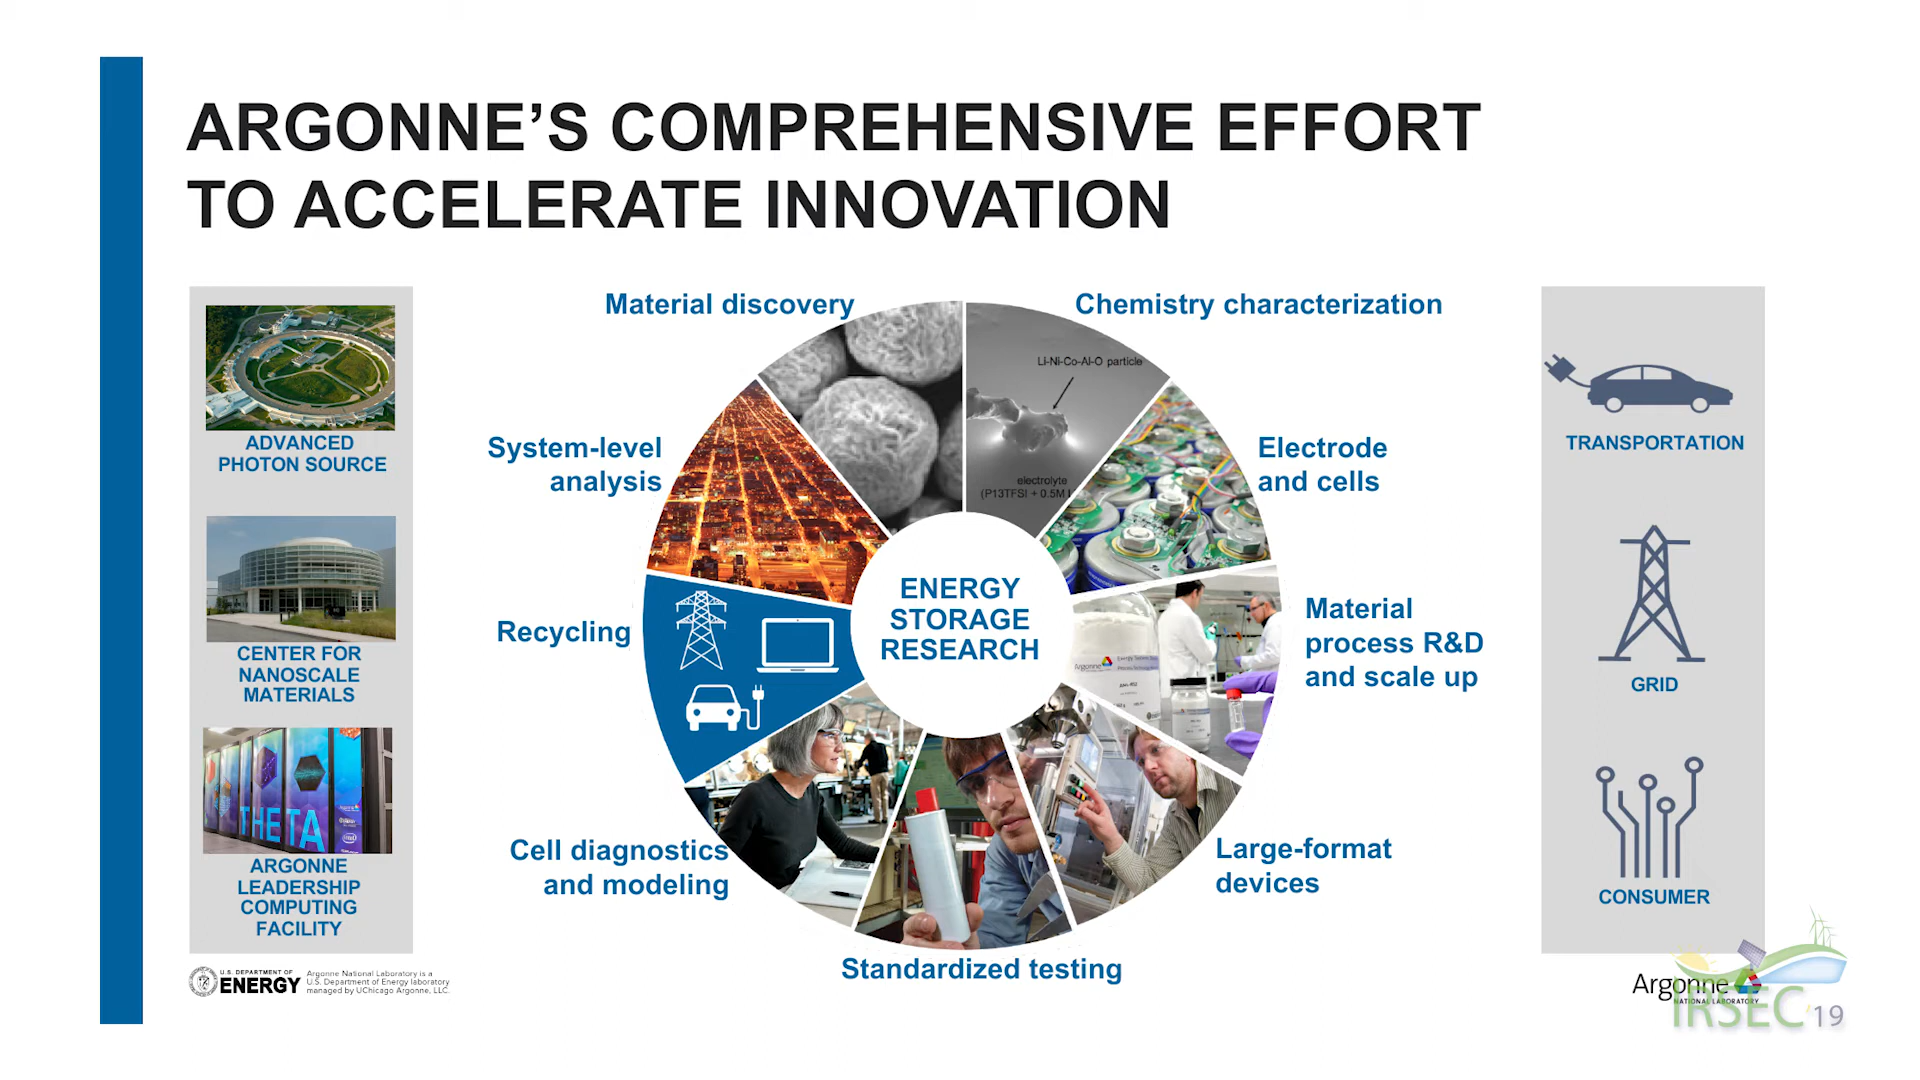 ARGONNE’S COMPREHENSIVE EFFORT
TO ACCELERATE INNOVATION
ADVANCED
PHOTON SOURCE
CENTER FOR
NANOSCALE
MATERIALS
THETA
ARGONNE
LEADERSHIP
COMPUTING
FACILITY
Material discovery
Chemistry characterization
Li-Ni-Co-Al-O particle
electrolyte
(P13TFSI + 0.5M
System-level
analysis
Electrode
and cells
Recycling
ENERGY
STORAGE
RESEARCH
Material
process R&D
and scale up
Argonne
Cell diagnostics
and modeling
Large-format
devices
Standardized testing
TRANSPORTATION
GRID
CONSUMER
U.S. DEPARTMENT OF
ENERGY
Argonne National Laboratory is a
U.S. Department of Energy laboratory
managed by UChicago Argonne, LLC.
Argonne
NATIONAL LABORATORY
IRSEC'19